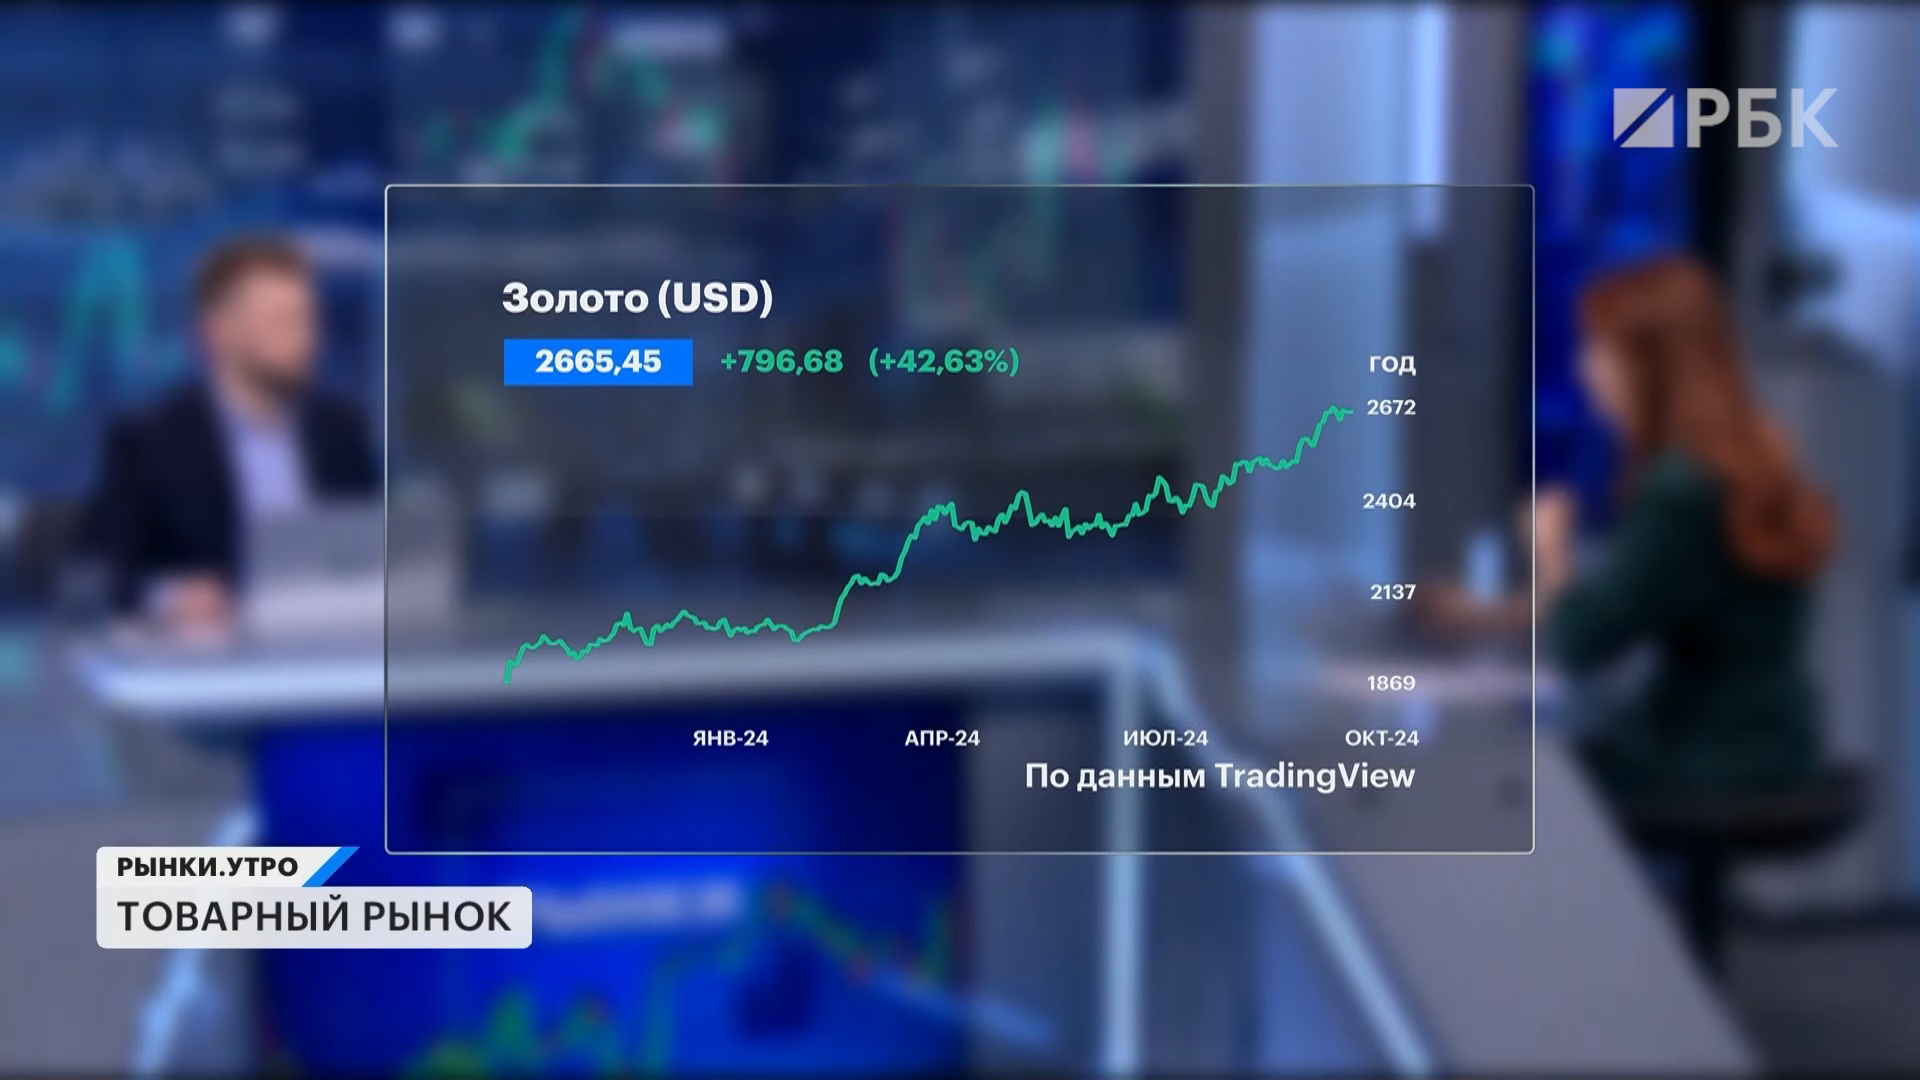 РБК
Золото (USD)
2665,45 +796,68 (+42,63%)
ГОД
2672
2404
2137
1869
ЯНВ-24 АПР-24 ИЮЛ-24 ОКТ-24
По данным TradingView
РЫНКИ.УТРО
ТОВАРНЫЙ РЫНОК